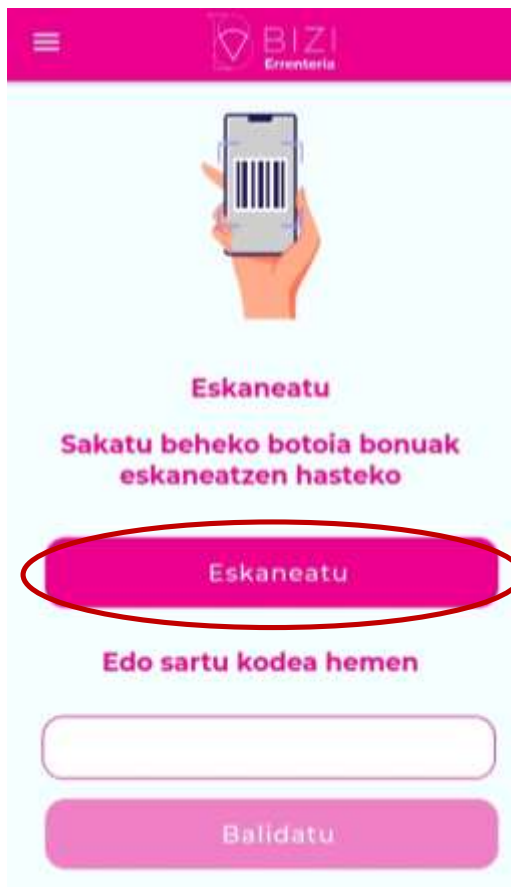 BIZI
Errenteria
Eskaneatu
Sakatu beheko botoia bonuak
eskaneatzen hasteko
Eskaneatu
Edo sartu kodea hemen
Balidatu